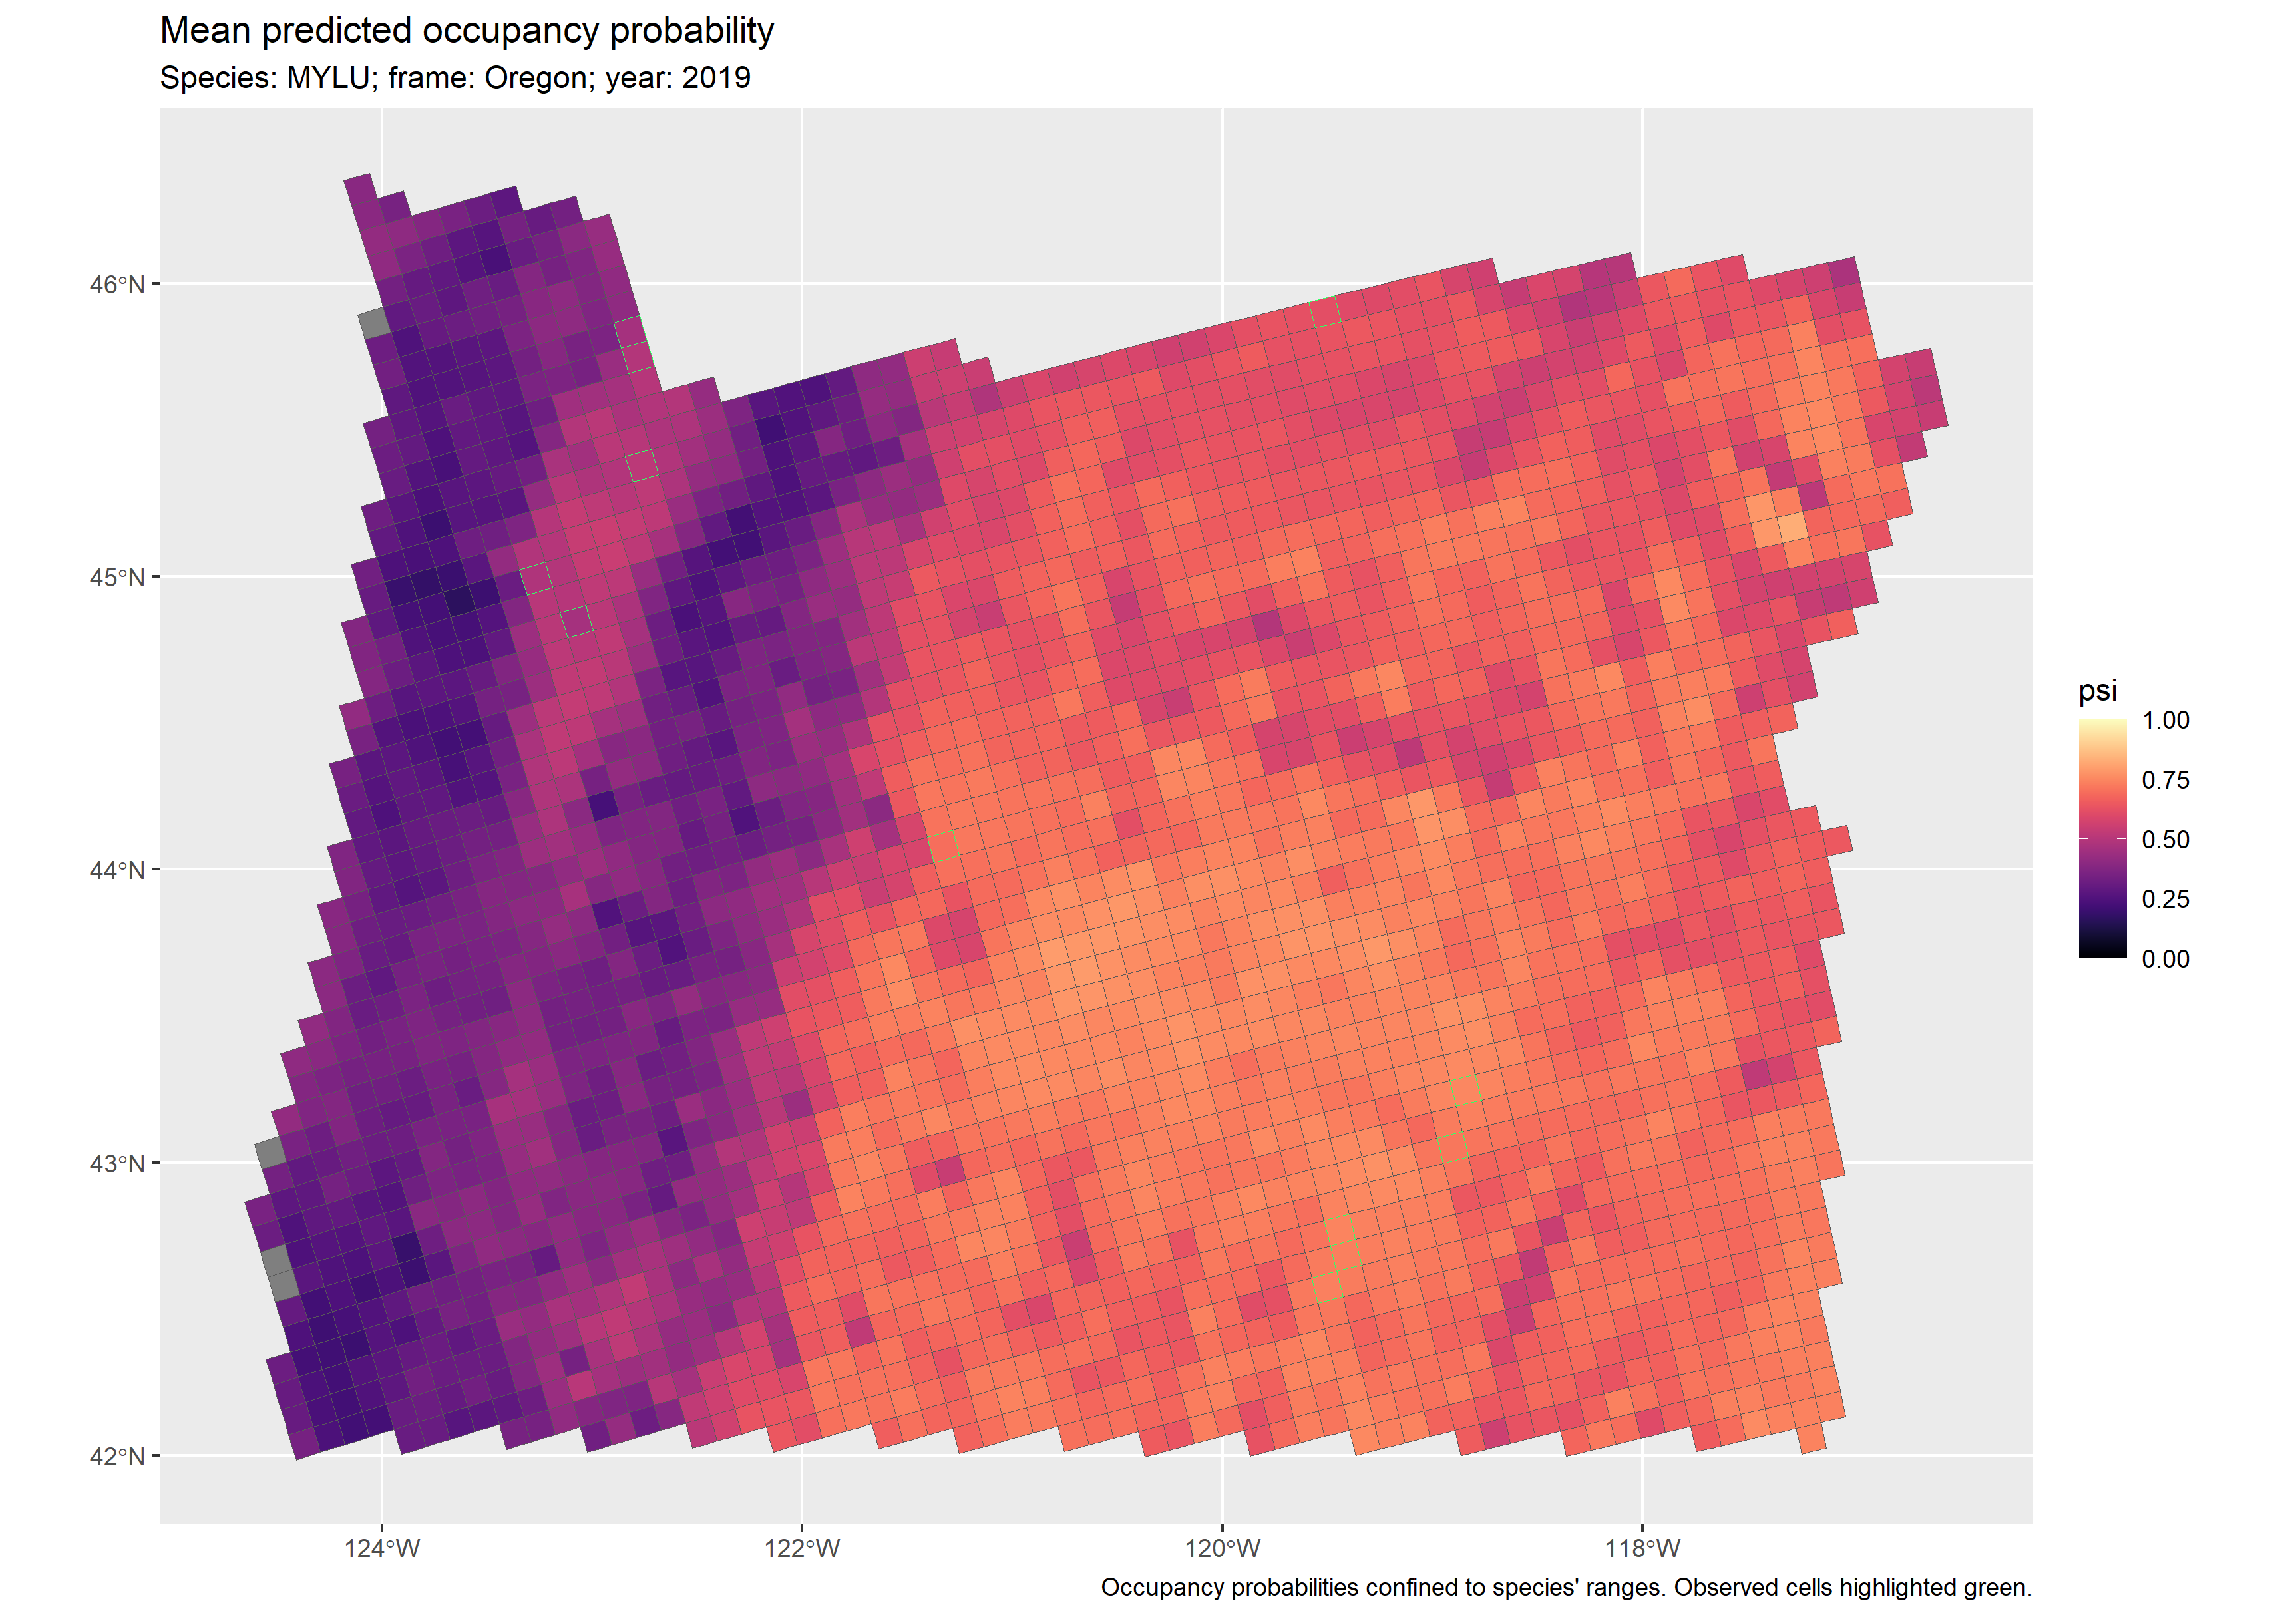 Mean predicted occupancy probability
Species: MYLU; frame: Oregon; year: 2019
46°N
45°N
44°N
43°N
42°N
124°W
122°W
120°W
118°W
psi
1.00
0.75
0.50
0.25
0.00
Occupancy probabilities confined to species' ranges. Observed cells highlighted green.